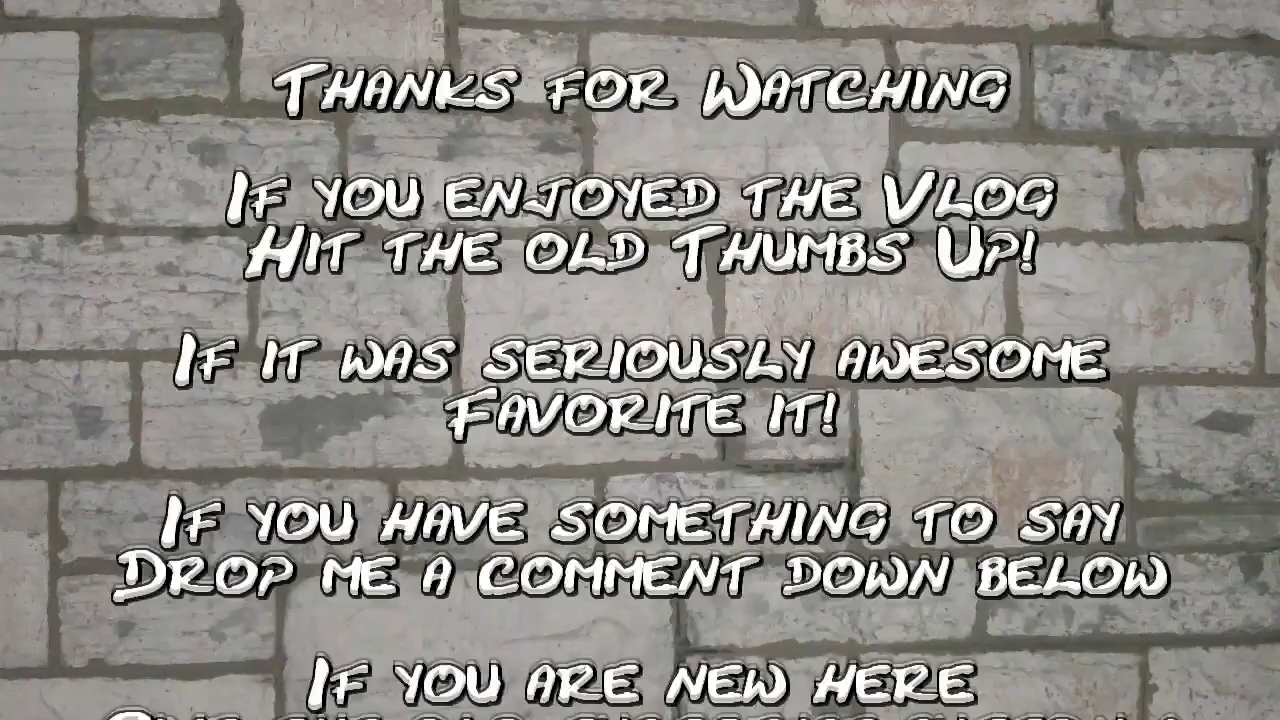 Thanks for Watching
If you enjoyed the Vlog
Hit the old Thumbs Up!
If it was seriously awesome
Favorite it!
If you have something to say
Drop me a comment down below
If you are new here